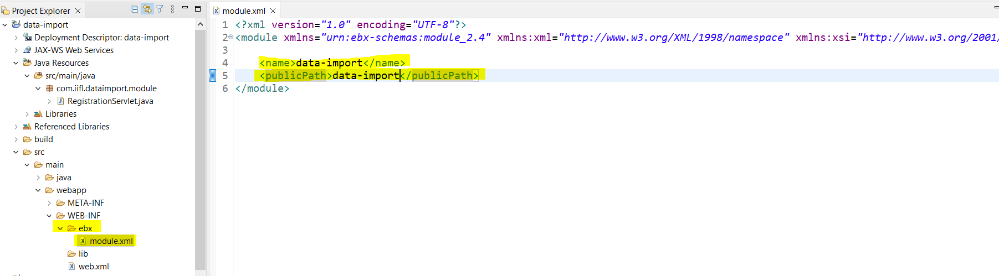 Project Explorer
data-import
Deployment Descriptor: data-import
JAX-WS Web Services
Java Resources
src/main/java
com.iifl.dataimport.module
RegistrationServlet.java
Libraries
Referenced Libraries
build
src
main
java
webapp
META-INF
WEB-INF
ebx
module.xml
lib
web.xml
module.xml
1 <?xml version="1.0" encoding="UTF-8"?>
2 <module xmlns="urn:ebx-schemas:module_2.4" xmlns:xml="http://www.w3.org/XML/1998/namespace" xmlns:xsi="http://www.w3.org/2001/
3
4 <name>data-import</name>
5 <publicPath>data-import</publicPath>
6 </module>